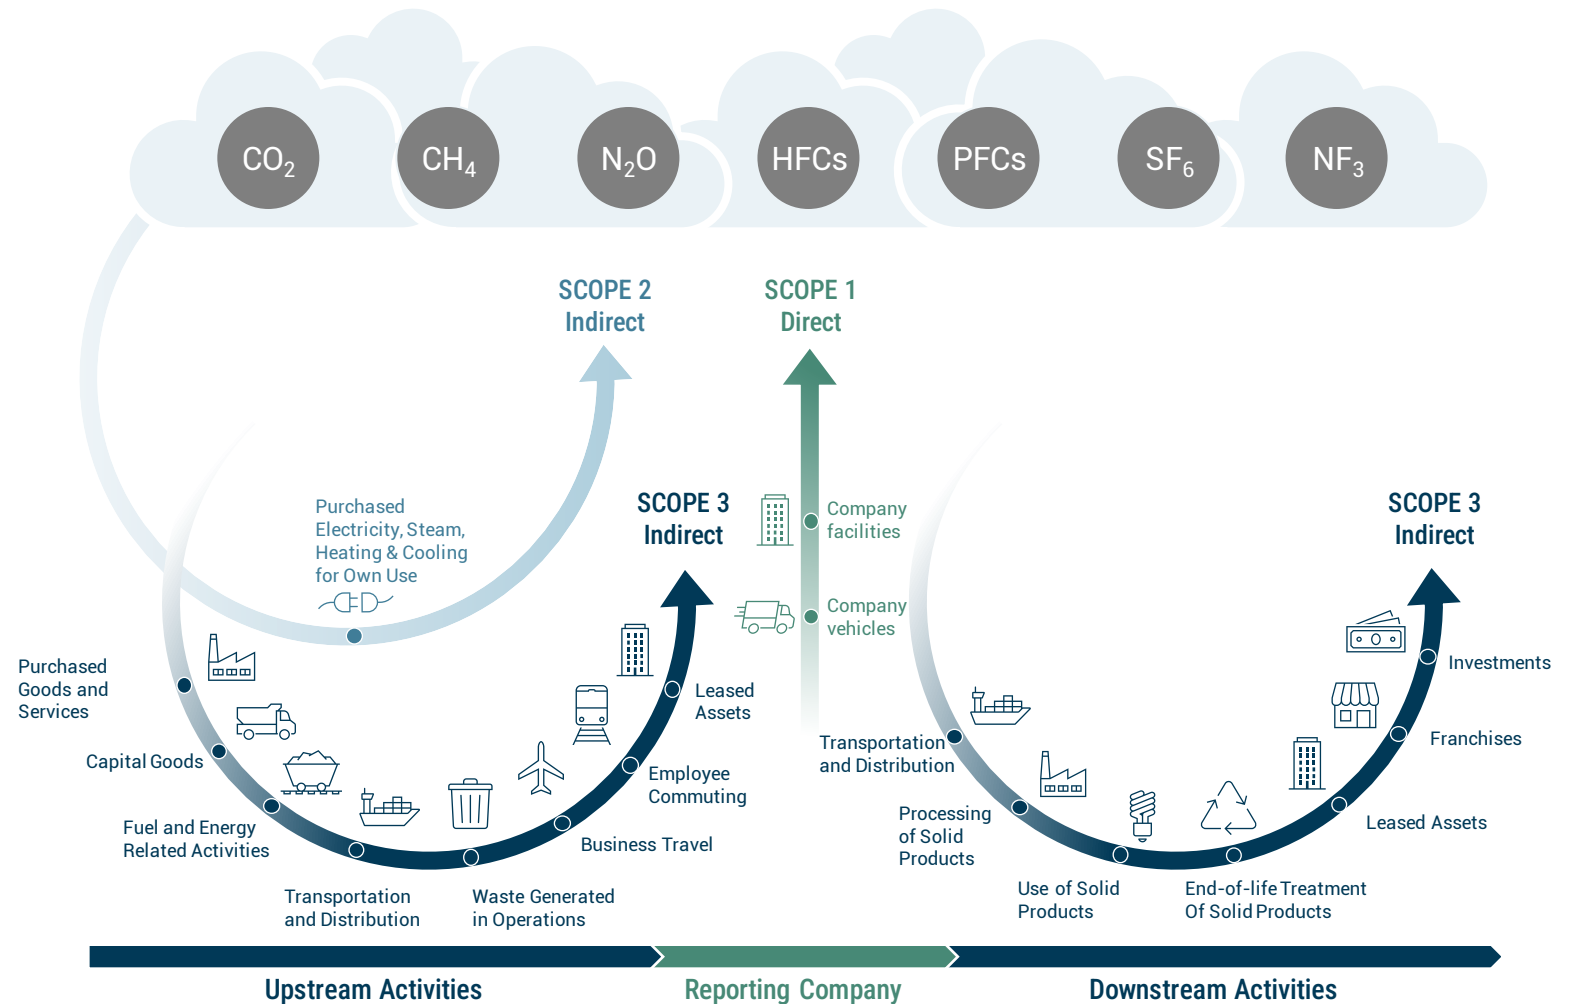 CO₂
CH₄
N₂O
HFCs
PFCs
SF₆
NF₃
SCOPE 2
Indirect
SCOPE 1
Direct
Purchased
Electricity, Steam,
Heating & Cooling
for Own Use
SCOPE 3
Indirect
Company
facilities
Company
vehicles
SCOPE 3
Indirect
Purchased
Goods and
Services
Capital Goods
Fuel and Energy
Related Activities
Transportation
and Distribution
Waste Generated
in Operations
Business Travel
Employee
Commuting
Leased
Assets
Transportation
and Distribution
Processing
of Solid
Products
Use of Solid
Products
End-of-life Treatment
Of Solid Products
Leased Assets
Franchises
Investments
Upstream Activities
Reporting Company
Downstream Activities